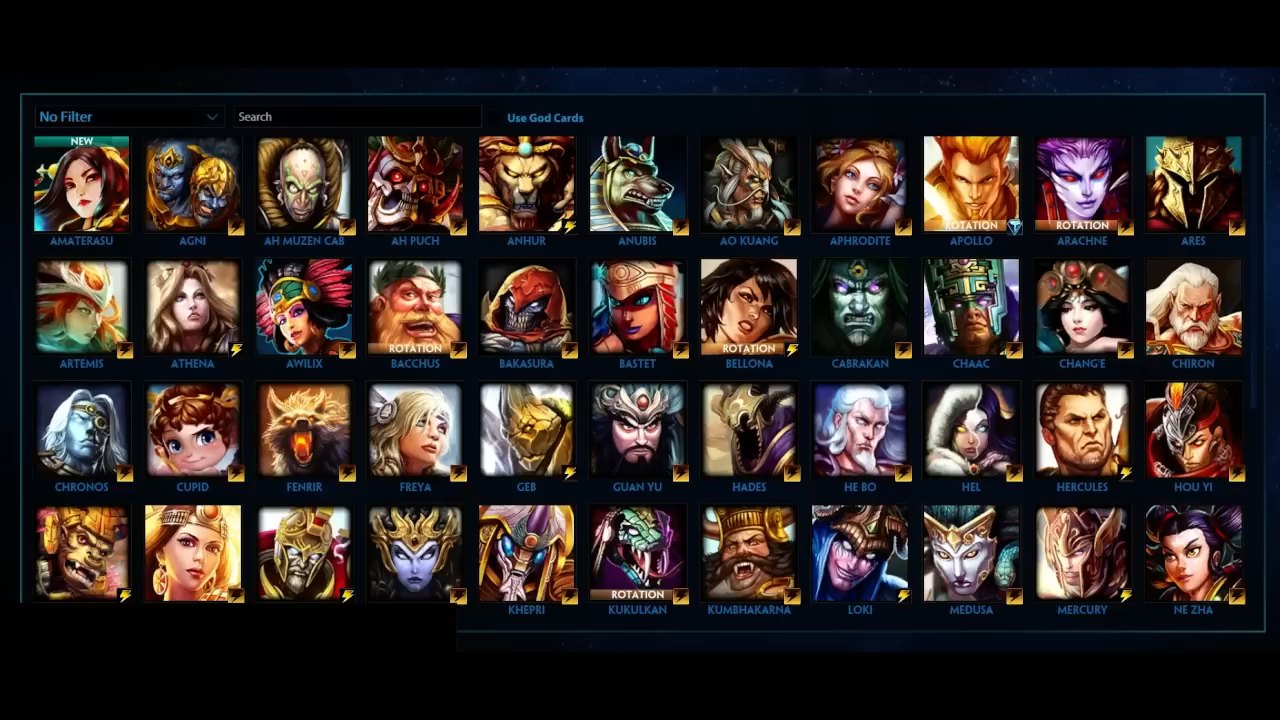 No Filter Search Use God Cards
NEW
ROTATION ROTATION
AMATERASU AGNI AH MUZEN CAB AH PUCH ANHUR ANUBIS AO KUANG APHRODITE APOLLO ARACHNE ARES
ROTATION ROTATION
ARTEMIS ATHENA AWILIX BACCHUS BAKASURA BASTET BELLONA CABRAKAN CHAAC CHANG'E CHIRON
CHRONOS CUPID FENRIR FREYA GEB GUAN YU HADES HE BO HEL HERCULES HOU YI
ROTATION
KHEPRI KUKULKAN KUMBHAKARNA LOKI MEDUSA MERCURY NE ZHA